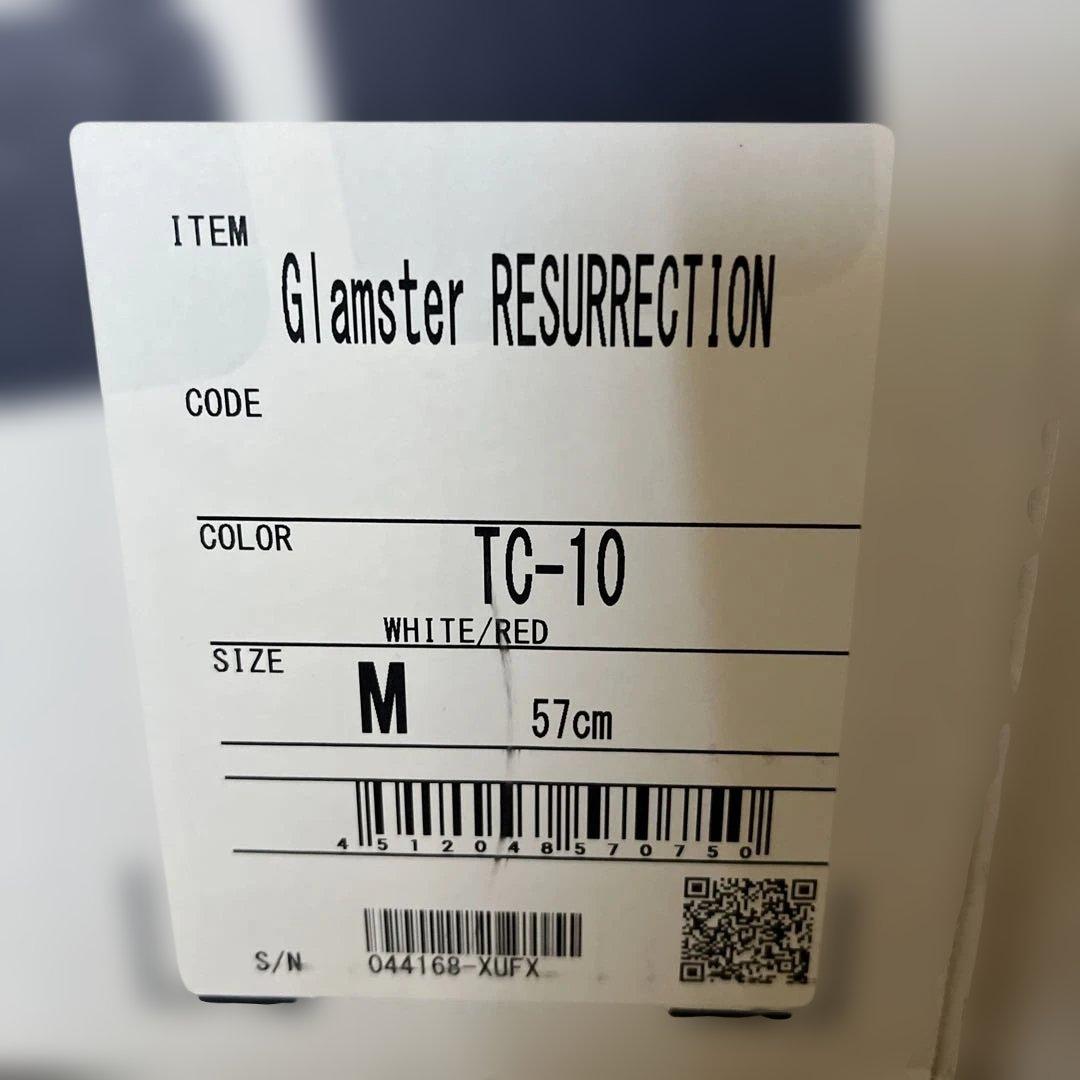 ITEM
Glamster RESURRECTION
CODE
COLOR
TC-10
WHITE/RED
SIZE
M 57cm
4 512048 570750
S/N 044168-XUFX